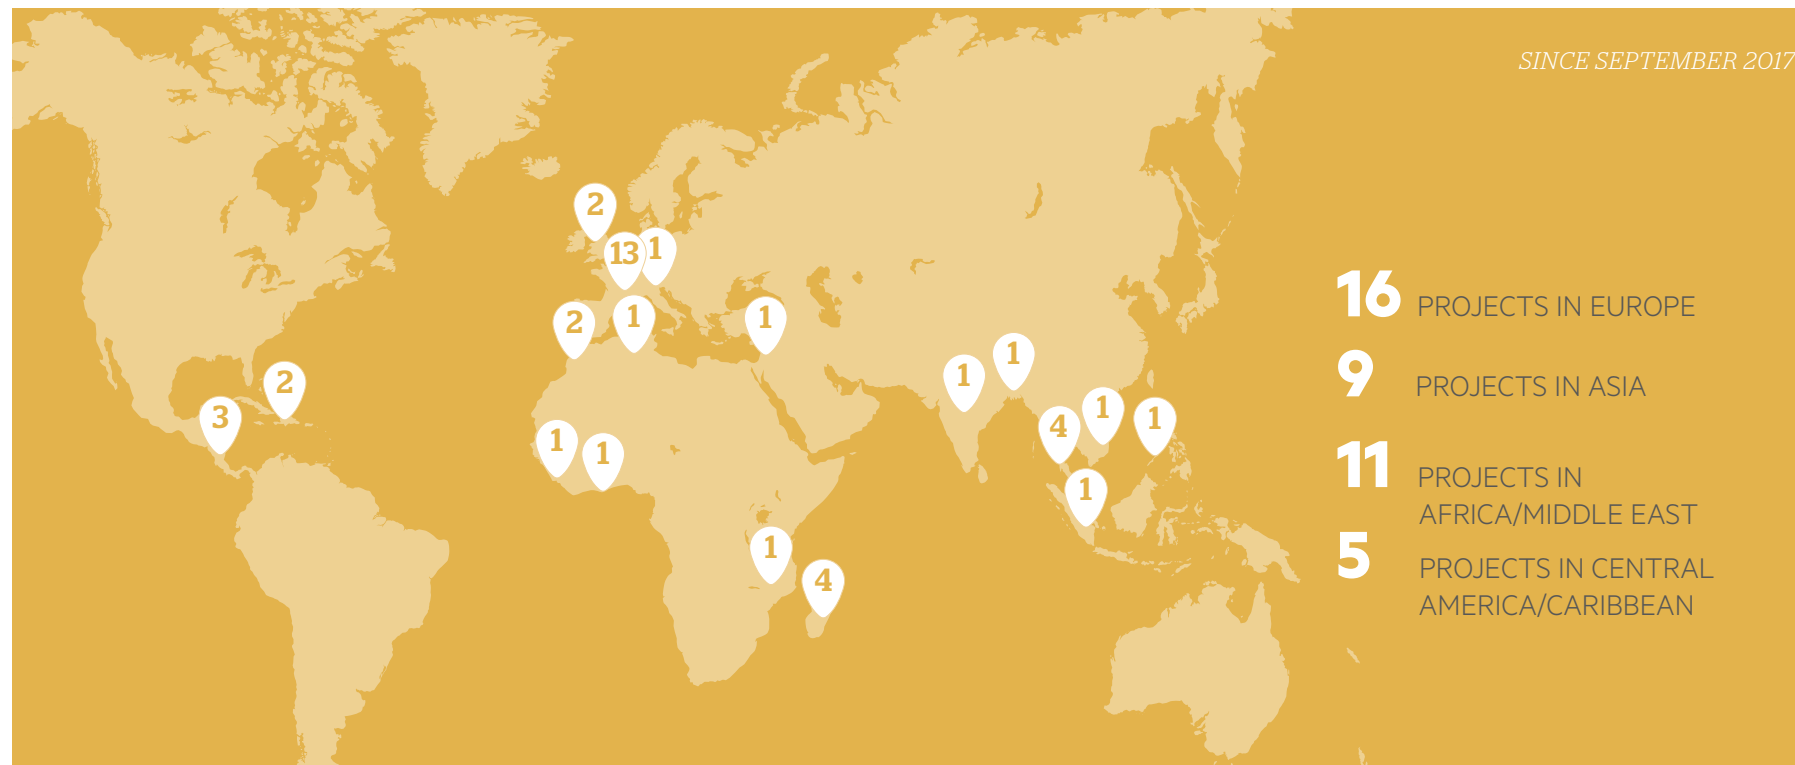 SINCE SEPTEMBER 2017
2
13
1
2
1
1
2
3
1
1
1
4
1
1
4
1
1
1
16 PROJECTS IN EUROPE
9 PROJECTS IN ASIA
11 PROJECTS IN
AFRICA/MIDDLE EAST
5 PROJECTS IN CENTRAL
AMERICA/CARIBBEAN